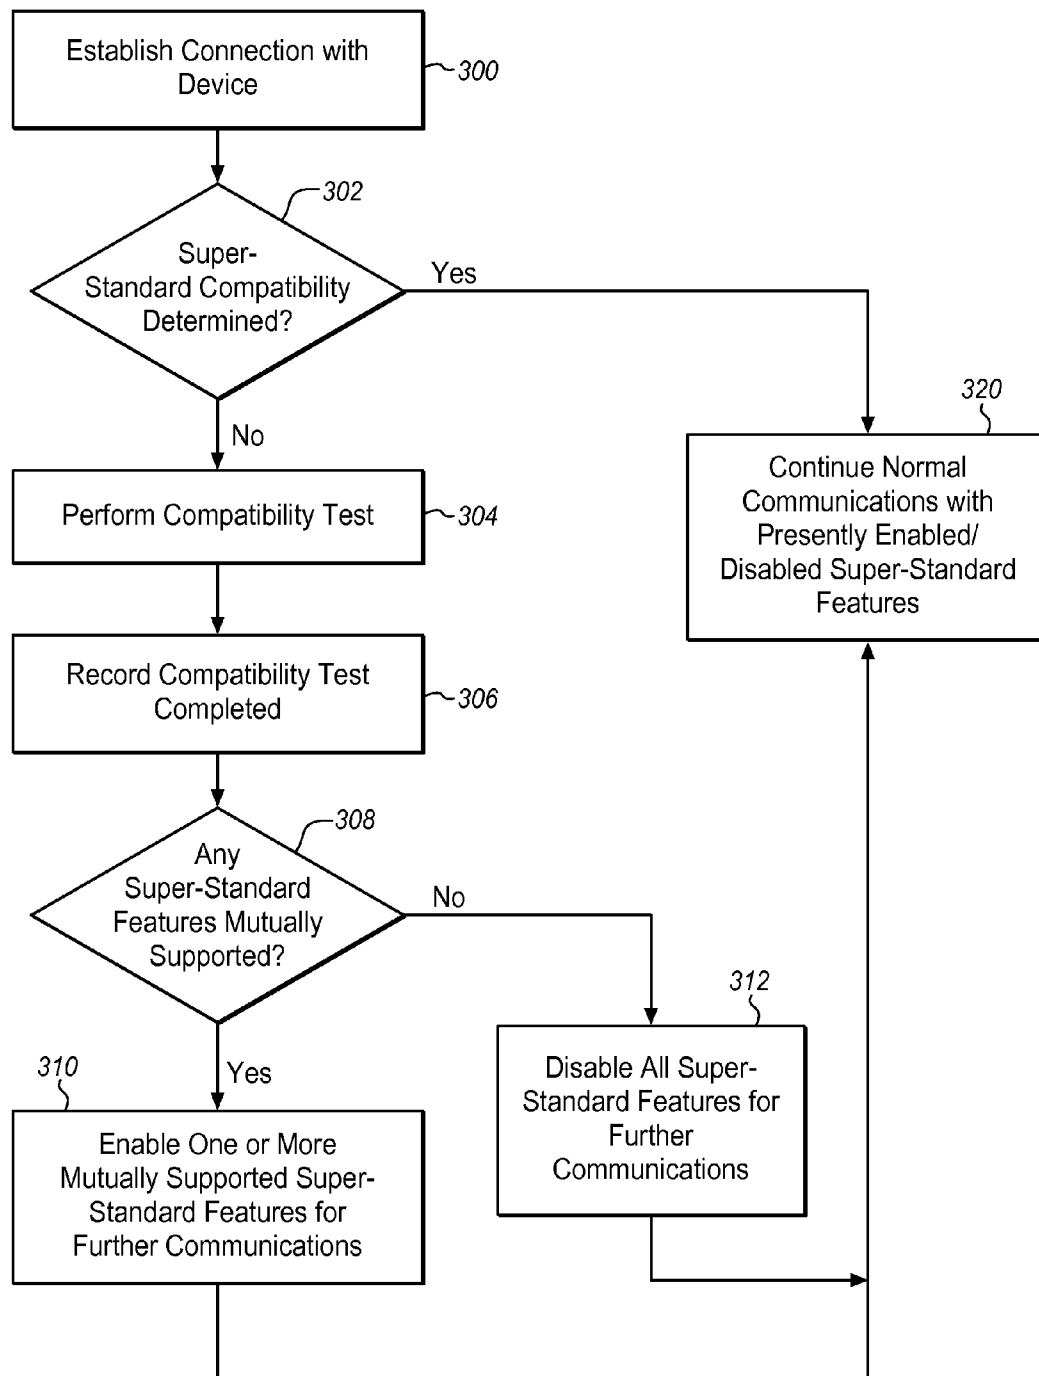 Establish Connection with
Device
300
302
Super-
Standard Compatibility
Determined?
Yes
No
320
Continue Normal
Communications with
Presently Enabled/
Disabled Super-Standard
Features
Perform Compatibility Test
304
Record Compatibility Test
Completed
306
308
Any
Super-Standard
Features Mutually
Supported?
No
Yes
312
Disable All Super-
Standard Features for
Further
Communications
310
Enable One or More
Mutually Supported Super-
Standard Features for
Further Communications